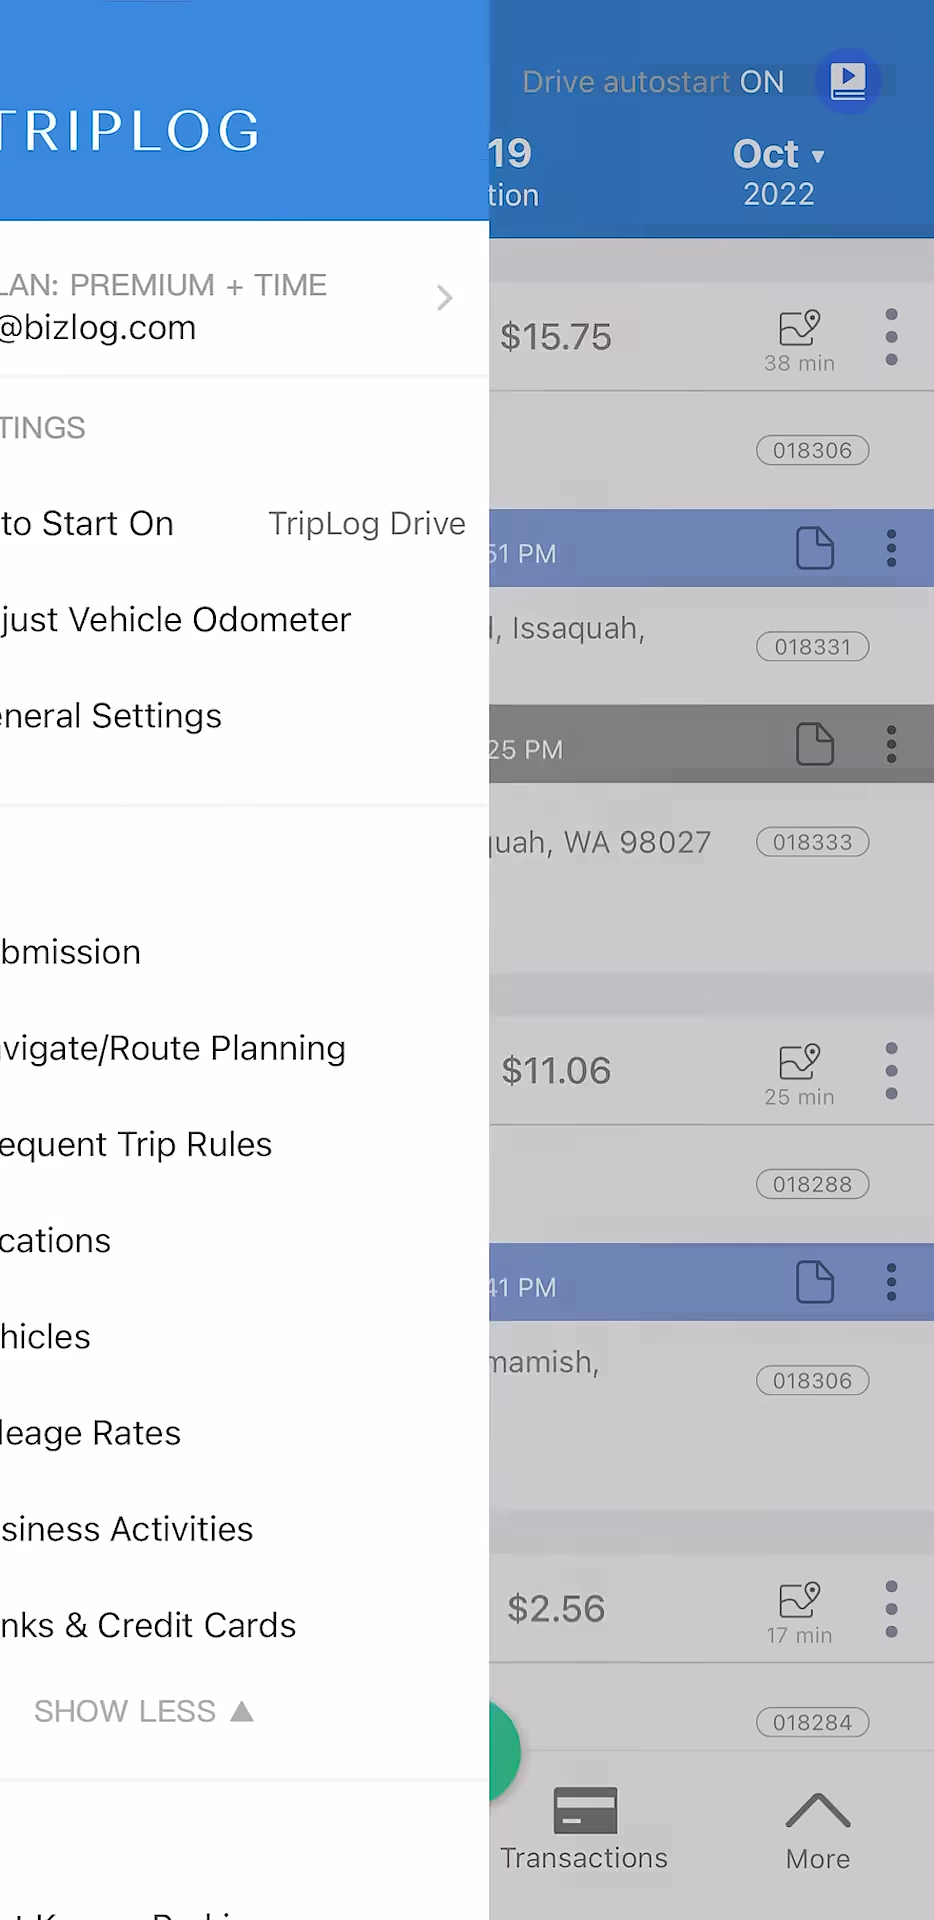 TRIPLOG
LAN: PREMIUM + TIME
@bizlog.com
TINGS
to Start On TripLog Drive
just Vehicle Odometer
neral Settings
bmission
vigate/Route Planning
equent Trip Rules
cations
hicles
leage Rates
siness Activities
nks & Credit Cards
SHOW LESS ▲
Drive autostart ON
19
tion
Oct ▼
2022
$15.75
38 min
018306
51 PM
, Issaquah,
018331
25 PM
quah, WA 98027
018333
$11.06
25 min
018288
41 PM
mamish,
018306
$2.56
17 min
018284
Transactions
More